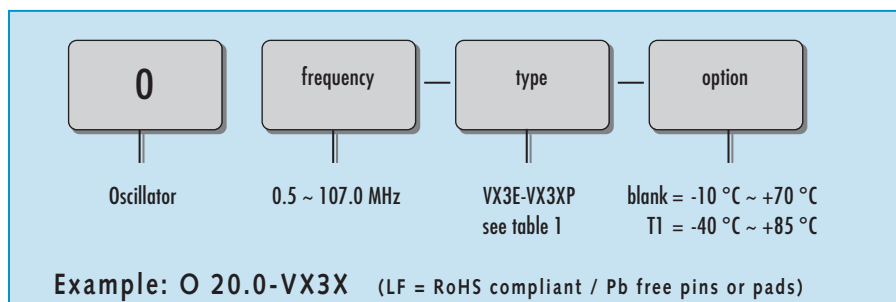 O frequency — type — option
Oscillator 0.5 ~ 107.0 MHz VX3E-VX3XP blank = -10 °C ~ +70 °C
see table 1 T1 = -40 °C ~ +85 °C
Example: O 20.0-VX3X (LF = RoHS compliant / Pb free pins or pads)